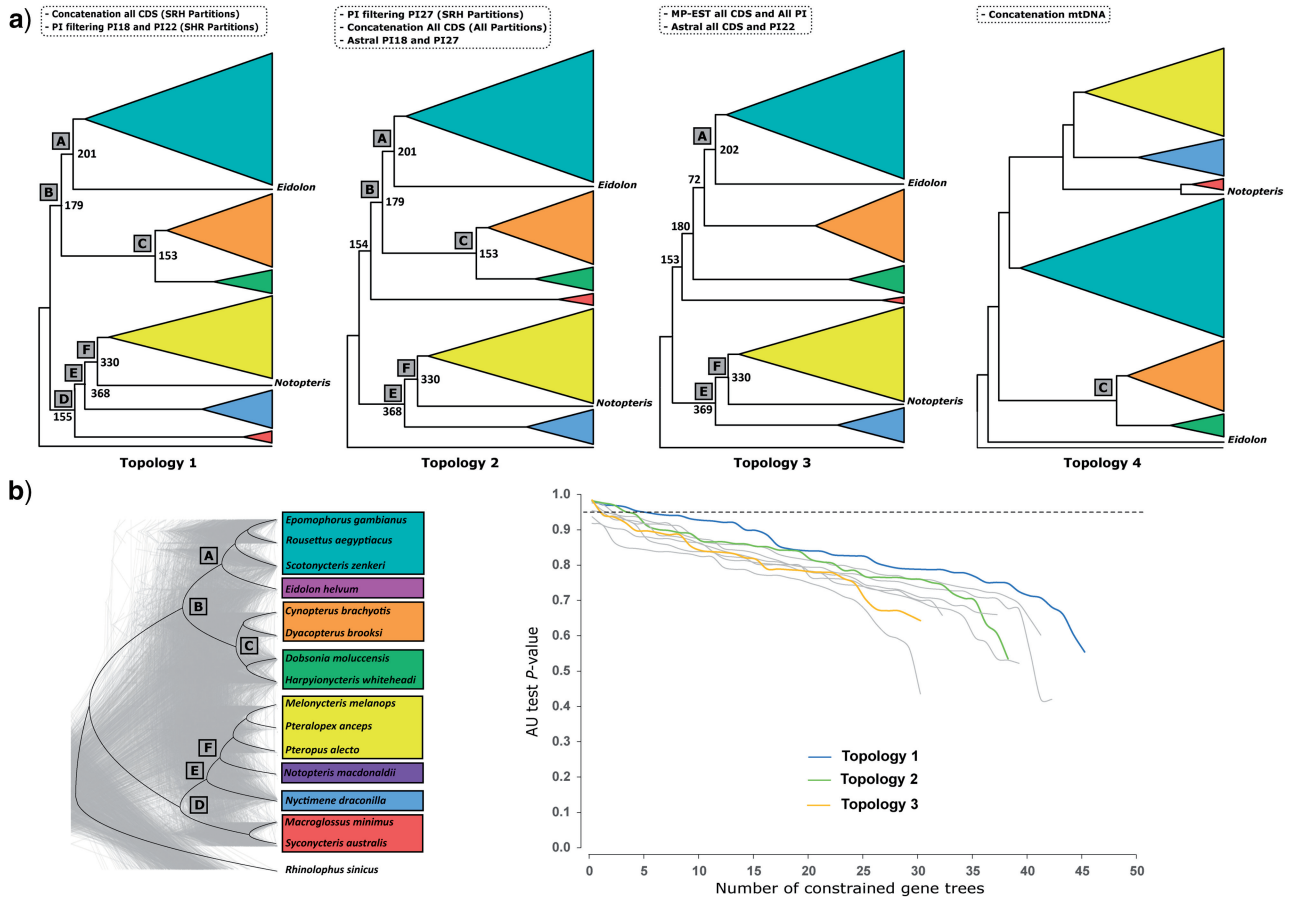 a)
- Concatenation all CDS (SRH Partitions)
- PI filtering PI18 and PI22 (SHR Partitions)
A
201
Eidolon
B
179
C
153
F
330
E
Notopteris
368
D
155
Topology 1
- PI filtering PI27 (SRH Partitions)
- Concatenation All CDS (All Partitions)
- Astral PI18 and PI27
A
201
Eidolon
B
179
C
154
153
F
330
E
Notopteris
368
Topology 2
- MP-EST all CDS and All PI
- Astral all CDS and PI22
A
202
72
Eidolon
180
153
F
330
E
Notopteris
369
Topology 3
- Concatenation mtDNA
Notopteris
C
Eidolon
Topology 4
b)
A
B
C
F
E
D
Epomophorus gambianus
Rousettus aegyptiacus
Scotonycteris zenkeri
Eidolon helvum
Cynopterus brachyotis
Dyacopterus brooksi
Dobsonia moluccensis
Harpyionycteris whiteheadi
Melonycteris melanops
Pteralopex anceps
Pteropus alecto
Notopteris macdonaldii
Nyctimene draconilla
Macroglossus minimus
Syconycteris australis
Rhinolophus sinicus
AU test P-value
1.0
0.9
0.8
0.7
0.6
0.5
0.4
0.3
0.2
0.1
0.0
Topology 1
Topology 2
Topology 3
0 5 10 15 20 25 30 35 40 45 50
Number of constrained gene trees